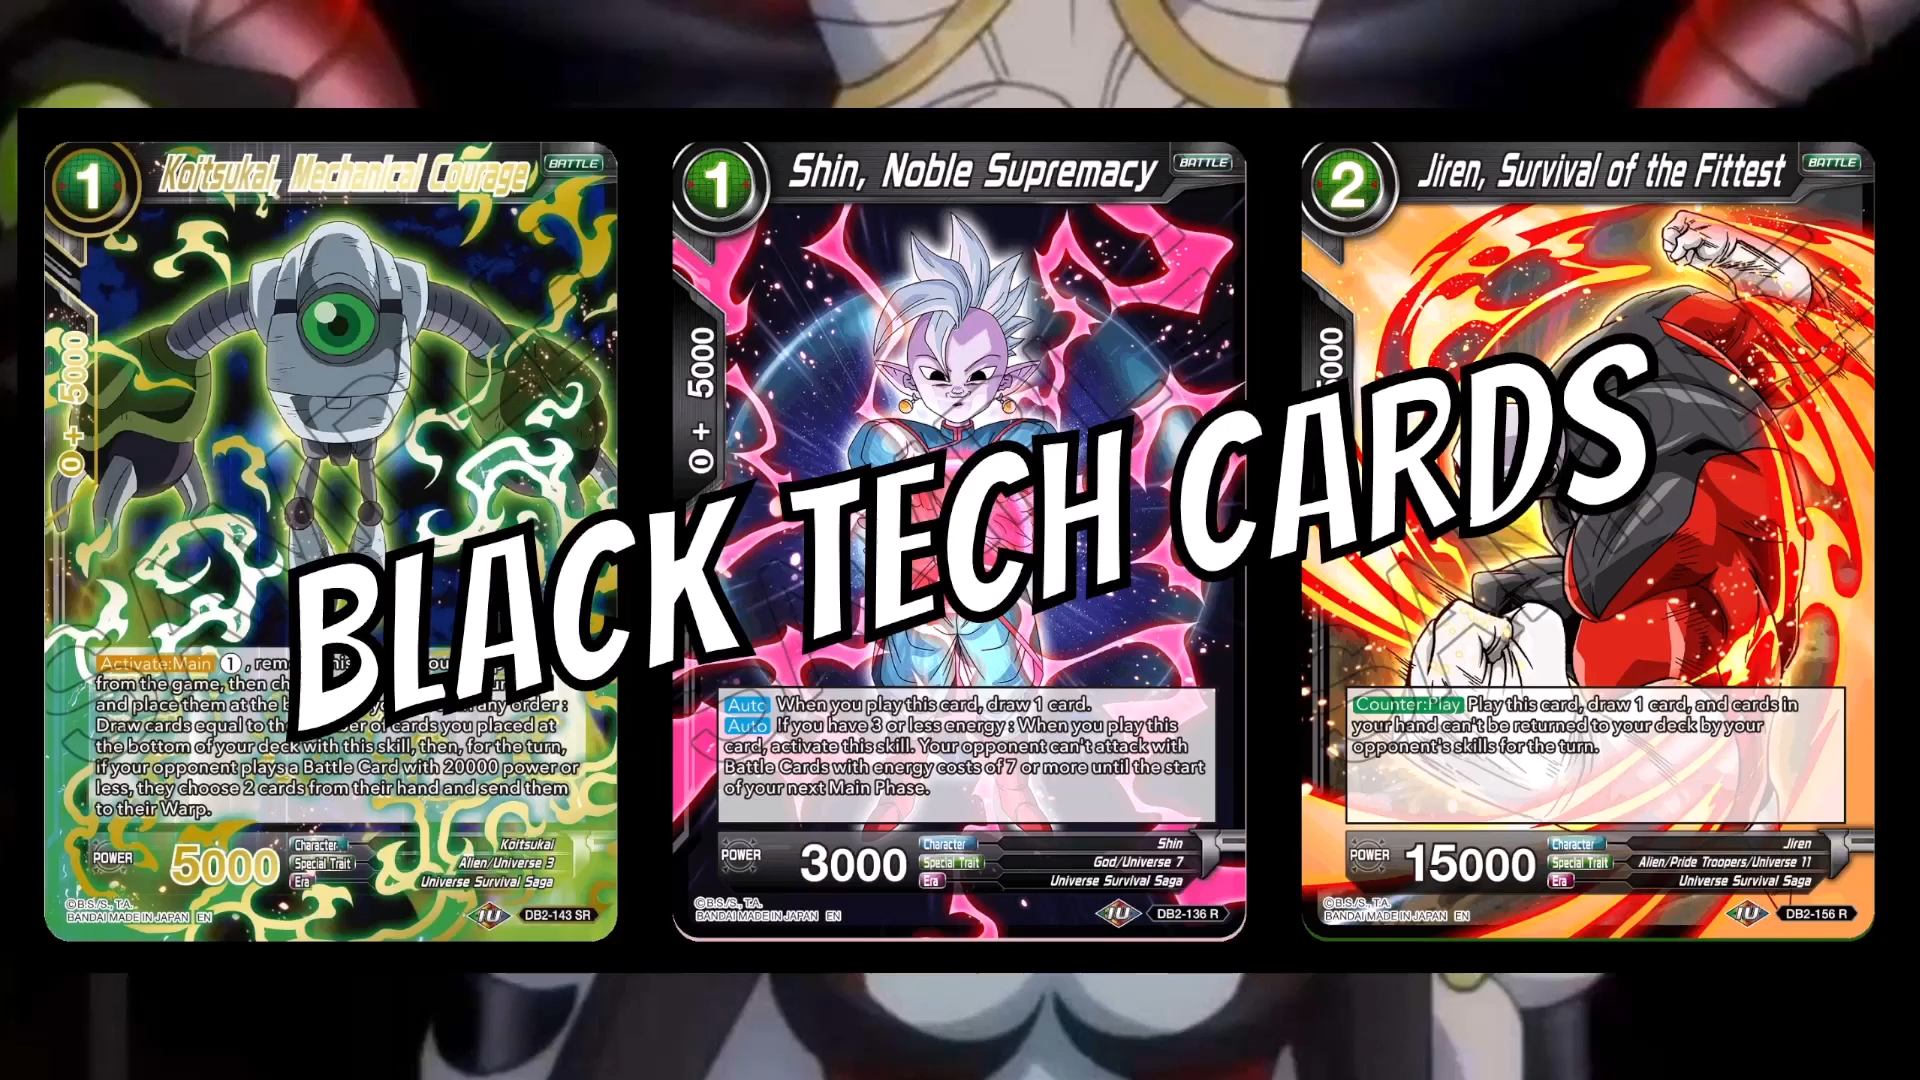 1
Koitsukai, Mechanical Courage
BATTLE
0 + 5000
Activate:Main 1 , rem
from the game, then ch
and place them at the b any order :
Draw cards equal to the of cards you placed at
the bottom of your deck with this skill, then, for the turn,
if your opponent plays a Battle Card with 20000 power or
less, they choose 2 cards from their hand and send them
to their Warp.
POWER
5000
Character Koitsukai
Special Trait Alien/Universe 3
Era Universe Survival Saga
©B.S./S., T.A.
BANDAI MADE IN JAPAN EN
IU DB2-143 SR
1
Shin, Noble Supremacy
BATTLE
0 + 5000
Auto When you play this card, draw 1 card.
Auto If you have 3 or less energy : When you play this
card, activate this skill. Your opponent can't attack with
Battle Cards with energy costs of 7 or more until the start
of your next Main Phase.
POWER
3000
Character Shin
Special Trait God/Universe 7
Era Universe Survival Saga
©B.S./S., T.A.
BANDAI MADE IN JAPAN EN
IU DB2-136 R
2
Jiren, Survival of the Fittest
BATTLE
5000
Counter:Play Play this card, draw 1 card, and cards in
your hand can't be returned to your deck by your
opponent's skills for the turn.
POWER
15000
Character Jiren
Special Trait Alien/Pride Troopers/Universe 11
Era Universe Survival Saga
©B.S./S., T.A.
BANDAI MADE IN JAPAN EN
IU DB2-156 R
BLACK TECH CARDS